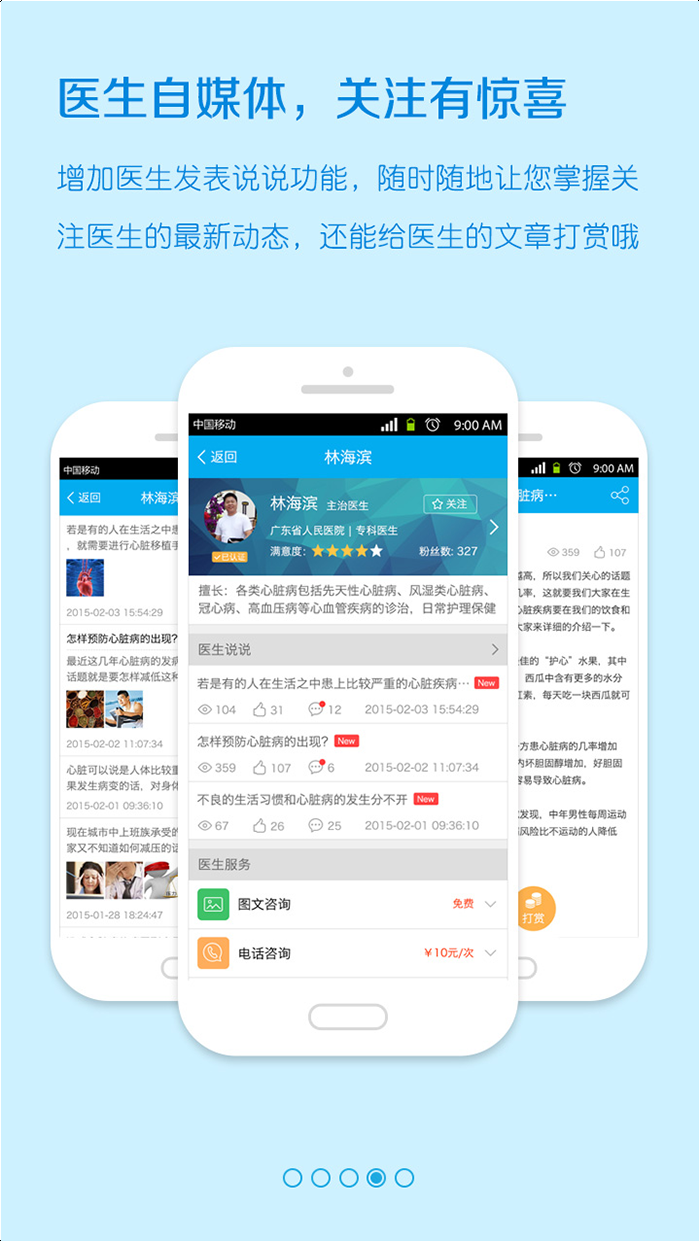 医生自媒体，关注有惊喜
增加医生发表说说功能，随时随地让您掌握关
注医生的最新动态，还能给医生的文章打赏哦
中国移动
返回 林海滨
若是有的人在生活之中患
，就需要进行心脏移植手
2015-02-03 15:54:29
怎样预防心脏病的出现?
最近这几年心脏病的发病
话题就是要怎样减低这种
2015-02-02 11:07:34
心脏可以说是人体比较重
果发生病变的话，对身体
2015-02-01 09:36:10
现在城市中上班族承受的
家又不知道如何减压的话
2015-01-28 18:24:47
中国移动 9:00 AM
返回 林海滨
林海滨 主治医生 关注
广东省人民医院 | 专科医生
已认证 满意度: 粉丝数: 327
擅长：各类心脏病包括先天性心脏病、风湿类心脏病、
冠心病、高血压病等心血管疾病的诊治，日常护理保健
医生说说
若是有的人在生活之中患上比较严重的心脏疾病… New
104 31 12 2015-02-03 15:54:29
怎样预防心脏病的出现? New
359 107 6 2015-02-02 11:07:34
不良的生活习惯和心脏病的发生分不开 New
67 26 25 2015-02-01 09:36:10
医生服务
图文咨询 免费
电话咨询 ¥10元/次
9:00 AM
脏病…
359 107
越高，所以我们关心的话题
几率，这就要我们大家在生
心脏疾病要在我们的饮食和
大家来详细的介绍一下。
佳的“护心”水果，其中
西瓜中含有更多的水分
红素，每天吃一块西瓜就可
方患心脏病的几率增加
内坏胆固醇增加，好胆固
容易导致心脏病。
发现，中年男性每周运动
风险比不运动的人降低
打赏